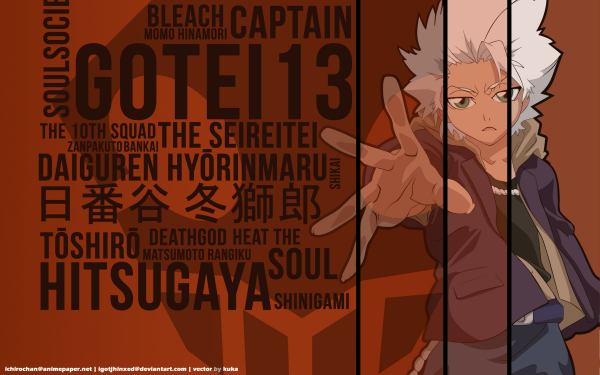 SOULSOCIE
BLEACH CAPTAIN
MOMO HINAMORI
GOTEI 13
THE 10TH SQUAD THE SEIREITEI
ZANPAKUTO BANKAI
DAIGUREN HYŌRINMARU
SHIKAI
日番谷 冬獅郎
TŌSHIRŌ DEATHGOD HEAT THE
MATSUMOTO RANGIKU SOUL
HITSUGAYA SHINIGAMI
ichirochan@animepaper.net | igotjhinxed@deviantart.com | vector by kuka